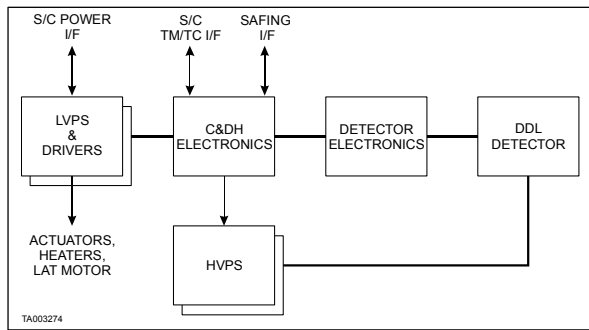 S/C POWER
I/F
S/C
TM/TC I/F
SAFING
I/F
LVPS
&
DRIVERS
C&DH
ELECTRONICS
DETECTOR
ELECTRONICS
DDL
DETECTOR
ACTUATORS,
HEATERS,
LAT MOTOR
HVPS
TA003274